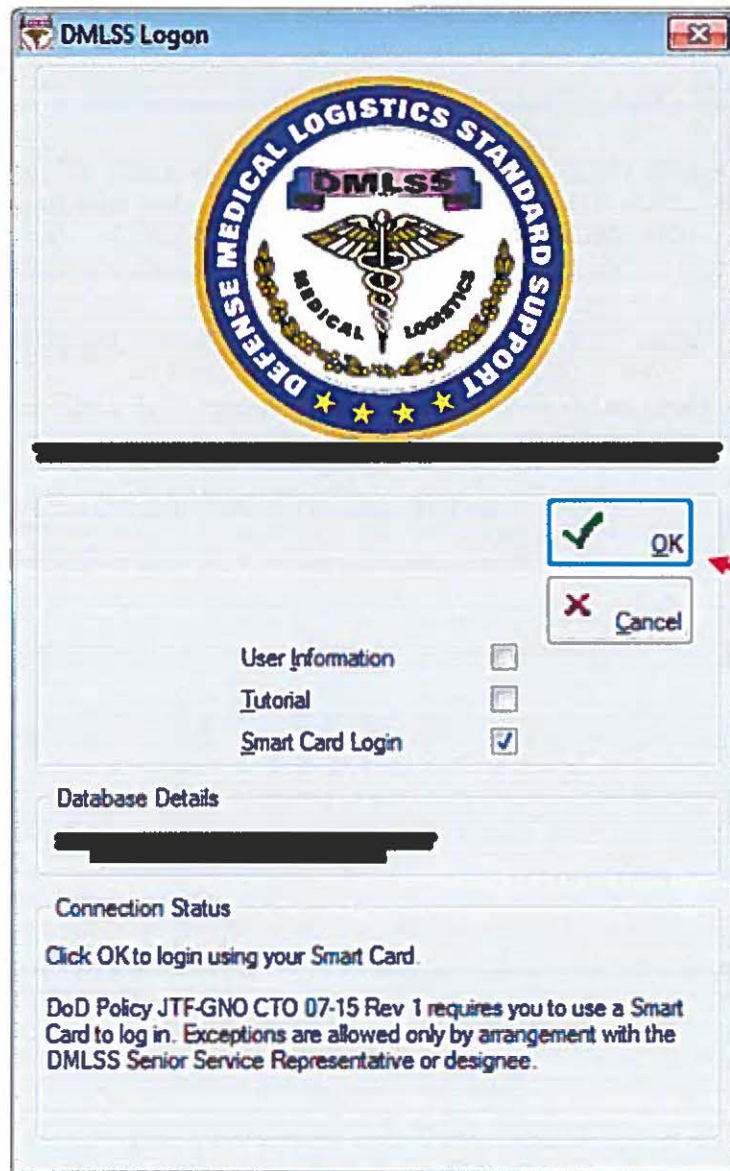 DMLSS Logon
DEFENSE MEDICAL LOGISTICS STANDARD SUPPORT
DMLSS
MEDICAL LOGISTICS
OK
Cancel
User Information
Tutorial
Smart Card Login
Database Details
Connection Status
Click OK to login using your Smart Card.
DoD Policy JTF-GNO CTO 07-15 Rev 1 requires you to use a Smart
Card to log in. Exceptions are allowed only by arrangement with the
DMLSS Senior Service Representative or designee.